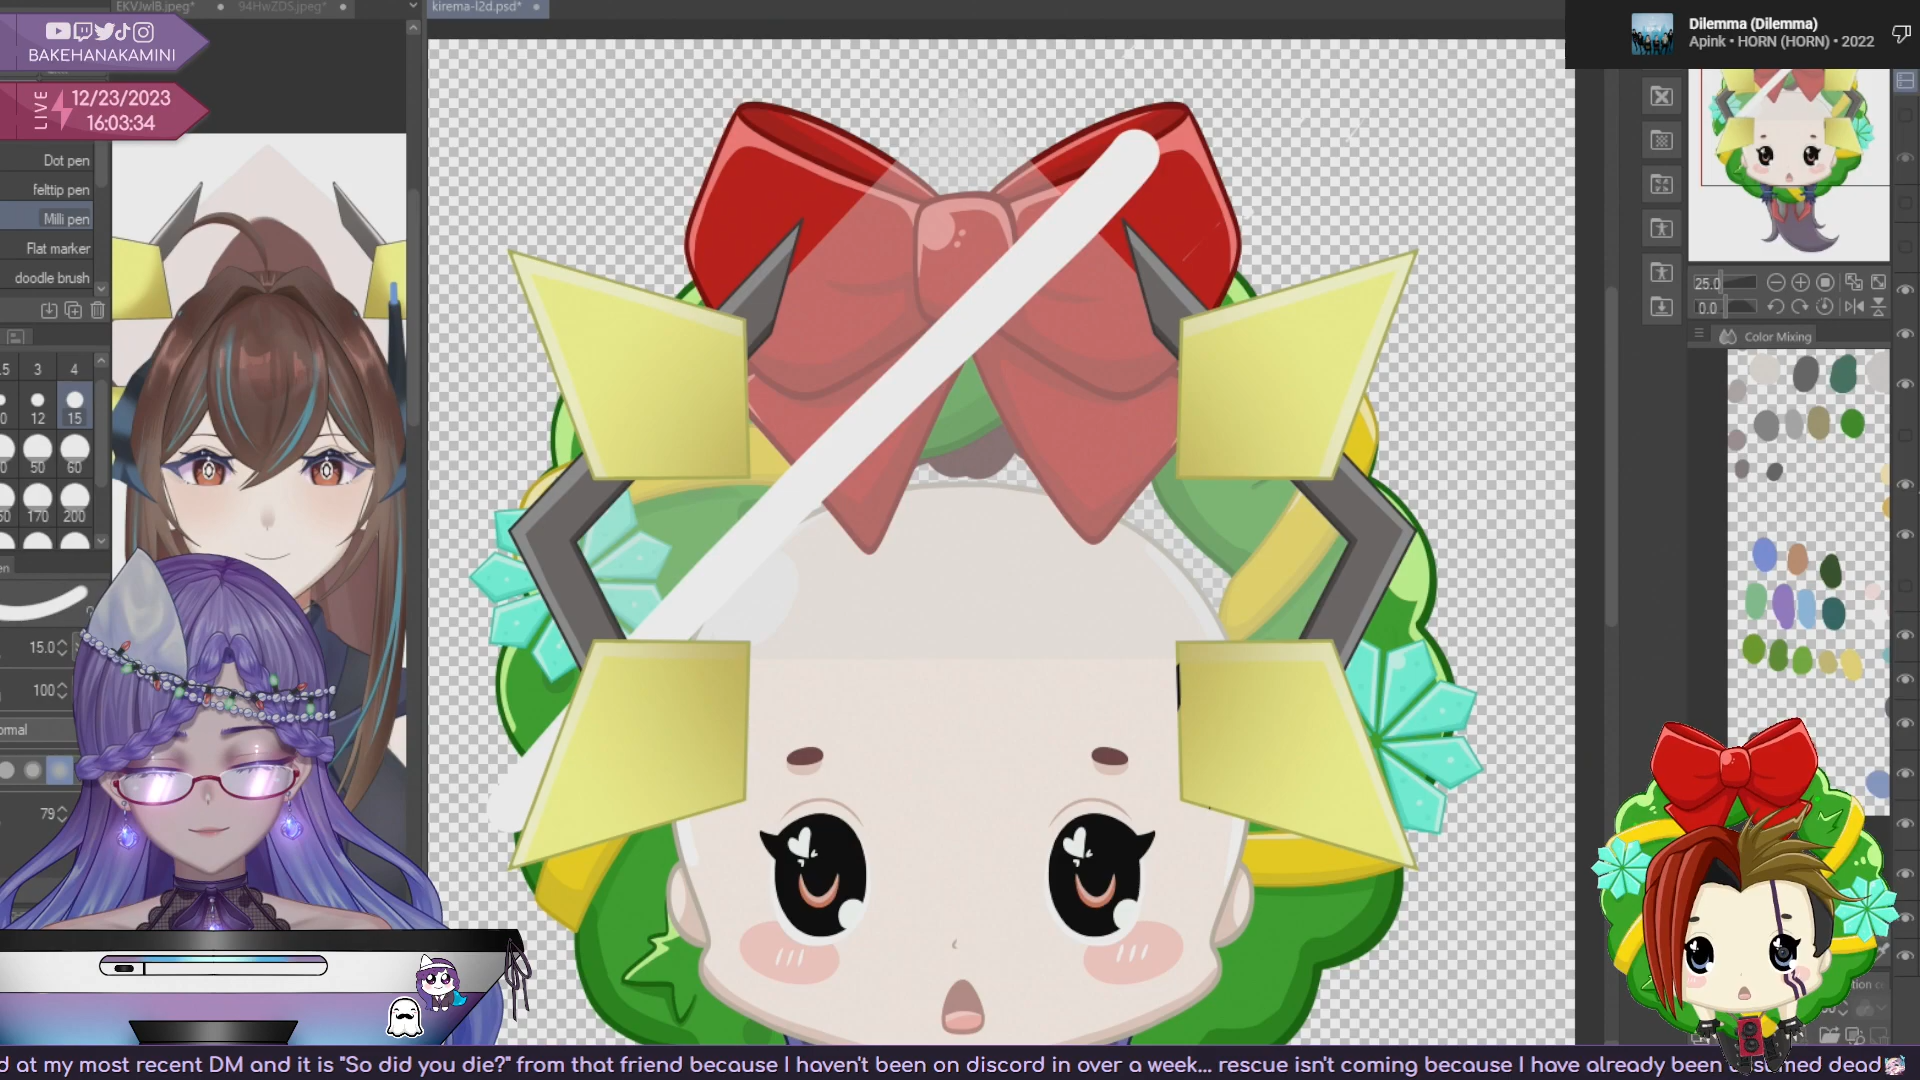 EKVJwlB.jpeg*
94HwZDS.jpeg*
kirema-l2d.psd*
BAKEHANAKAMINI
LIVE
12/23/2023
16:03:34
Dilemma (Dilemma)
Apink • HORN (HORN) • 2022
Dot pen
felttip pen
Milli pen
Flat marker
doodle brush
3
4
12
15
50
60
170
200
15.0
100
79
25.0
0.0
Color Mixing
d at my most recent DM and it is "So did you die?" from that friend because I haven't been on discord in over a week... rescue isn't coming because I have already been
dead